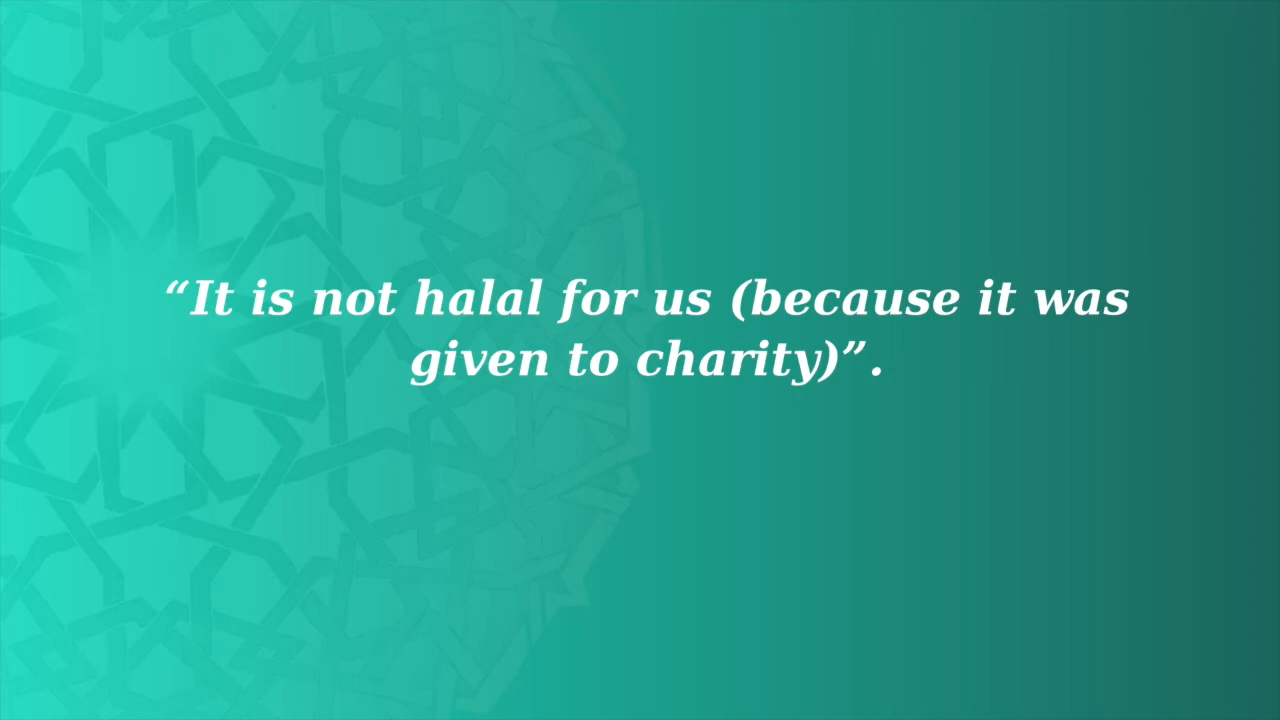 “It is not halal for us (because it was
given to charity)”.